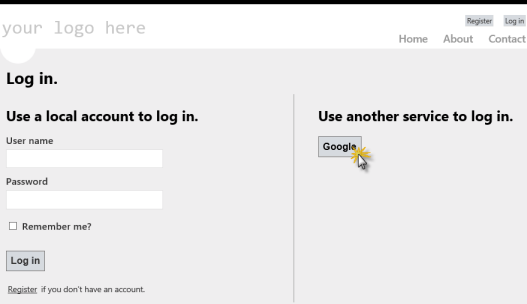 your logo here
Register Log in
Home About Contact
Log in.
Use a local account to log in.
User name
Password
Remember me?
Log in
Register if you don't have an account.
Use another service to log in.
Google